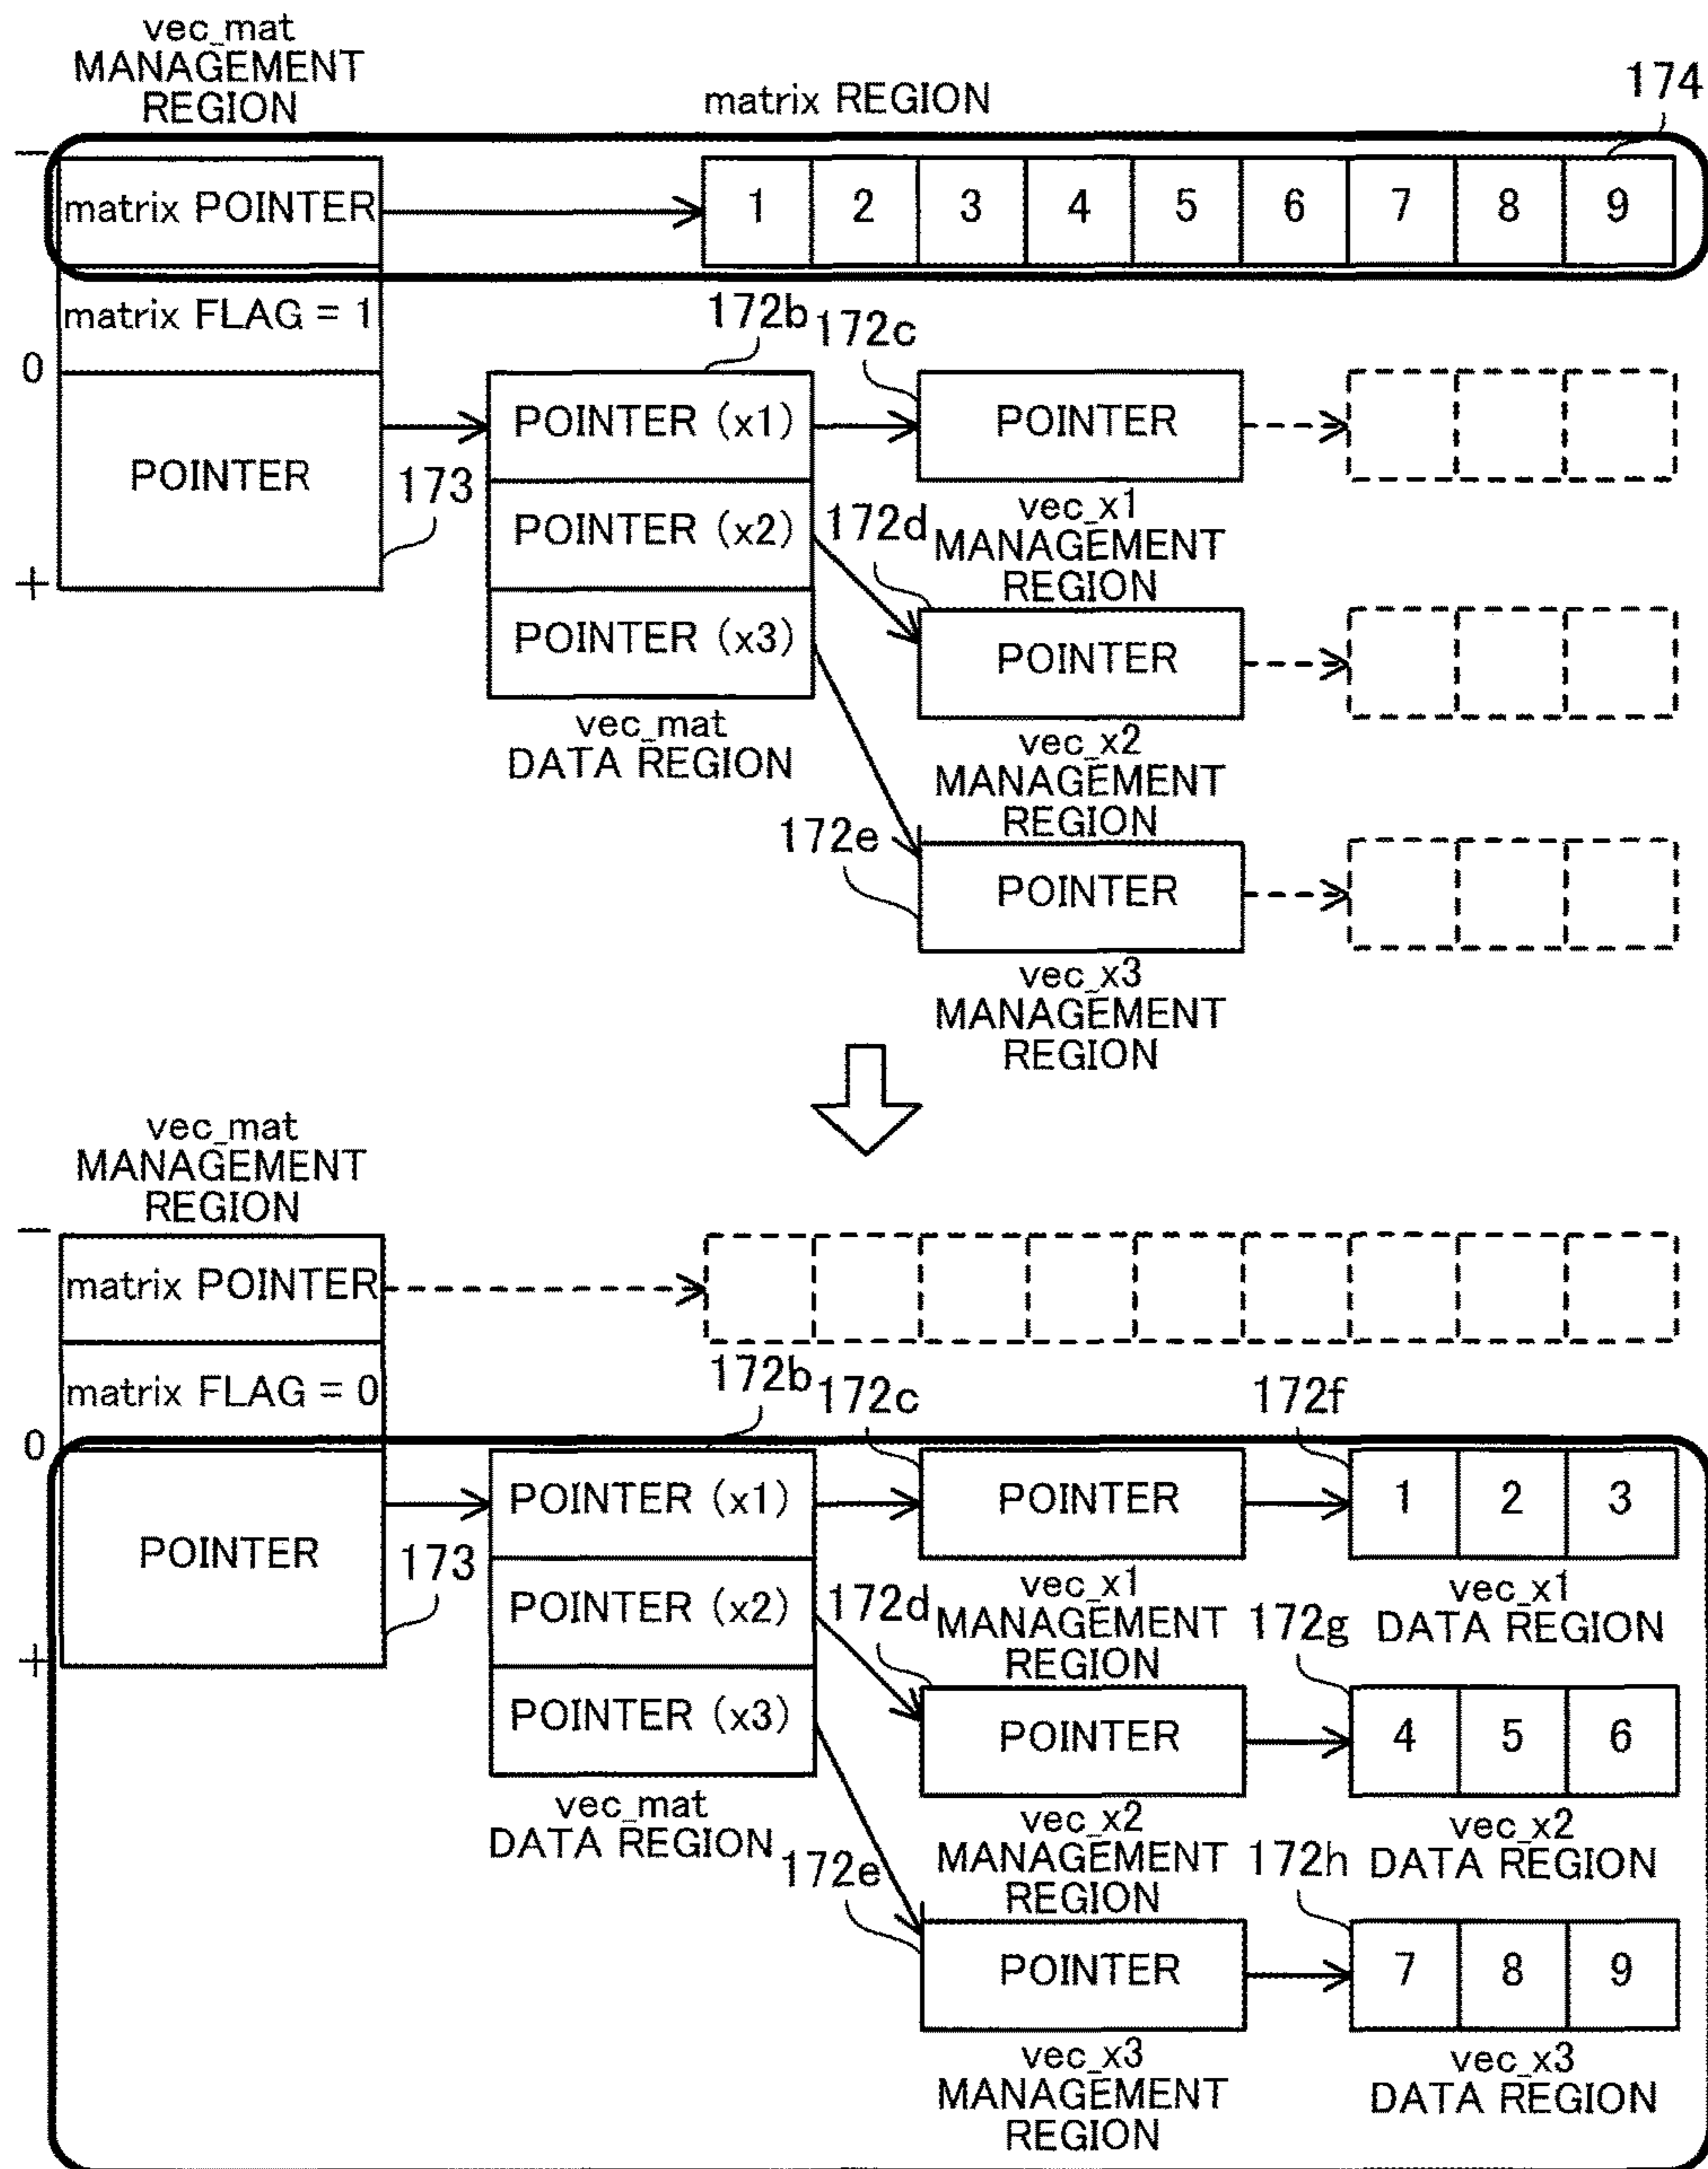 vec_mat
MANAGEMENT
REGION
matrix REGION
174
−
matrix POINTER
1 2 3 4 5 6 7 8 9
matrix FLAG = 1
172b
172c
0
POINTER
POINTER (x1)
POINTER
173
vec_x1
MANAGEMENT
REGION
POINTER (x2)
172d
+
POINTER (x3)
POINTER
vec_mat
DATA REGION
vec_x2
MANAGEMENT
REGION
172e
POINTER
vec_x3
MANAGEMENT
REGION
vec_mat
MANAGEMENT
REGION
−
matrix POINTER
matrix FLAG = 0
172b
172c
172f
0
POINTER
POINTER (x1)
POINTER
1 2 3
173
vec_x1
MANAGEMENT
REGION
vec_x1
DATA REGION
POINTER (x2)
172d
172g
+
POINTER (x3)
POINTER
4 5 6
vec_mat
DATA REGION
vec_x2
MANAGEMENT
REGION
vec_x2
DATA REGION
172e
172h
POINTER
7 8 9
vec_x3
MANAGEMENT
REGION
vec_x3
DATA REGION